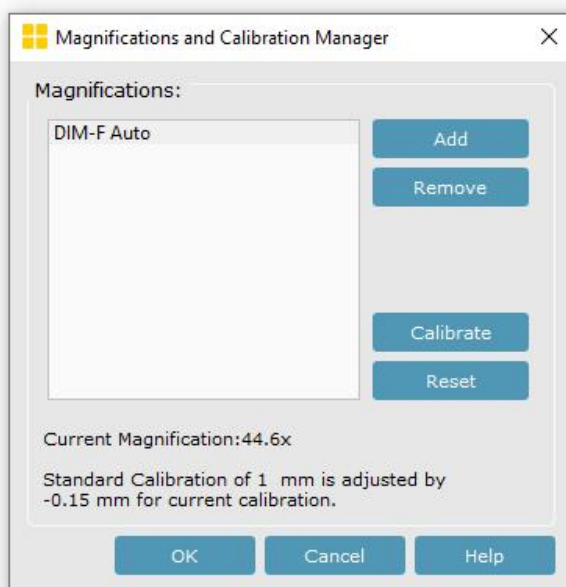 Magnifications and Calibration Manager
Magnifications:
DIM-F Auto
Add
Remove
Calibrate
Reset
Current Magnification:44.6x
Standard Calibration of 1  mm is adjusted by
-0.15 mm for current calibration.
OK
Cancel
Help